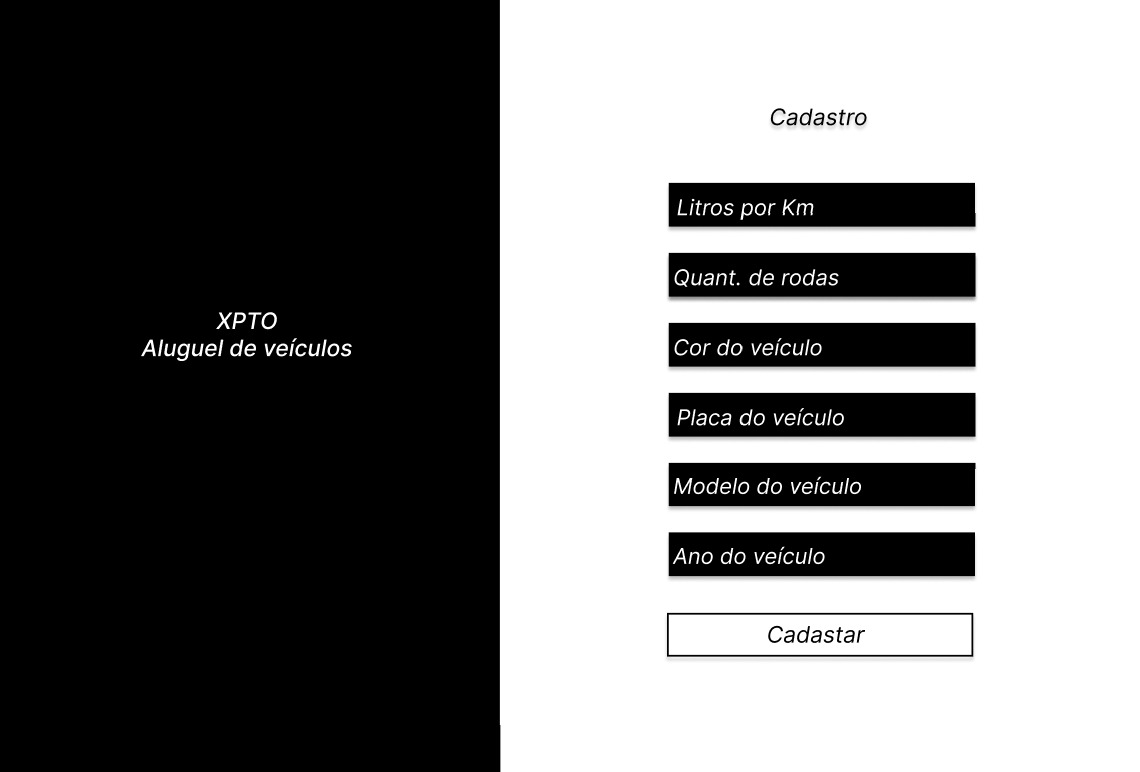 XPTO
Aluguel de veículos
Cadastro
Litros por Km
Quant. de rodas
Cor do veículo
Placa do veículo
Modelo do veículo
Ano do veículo
Cadastar